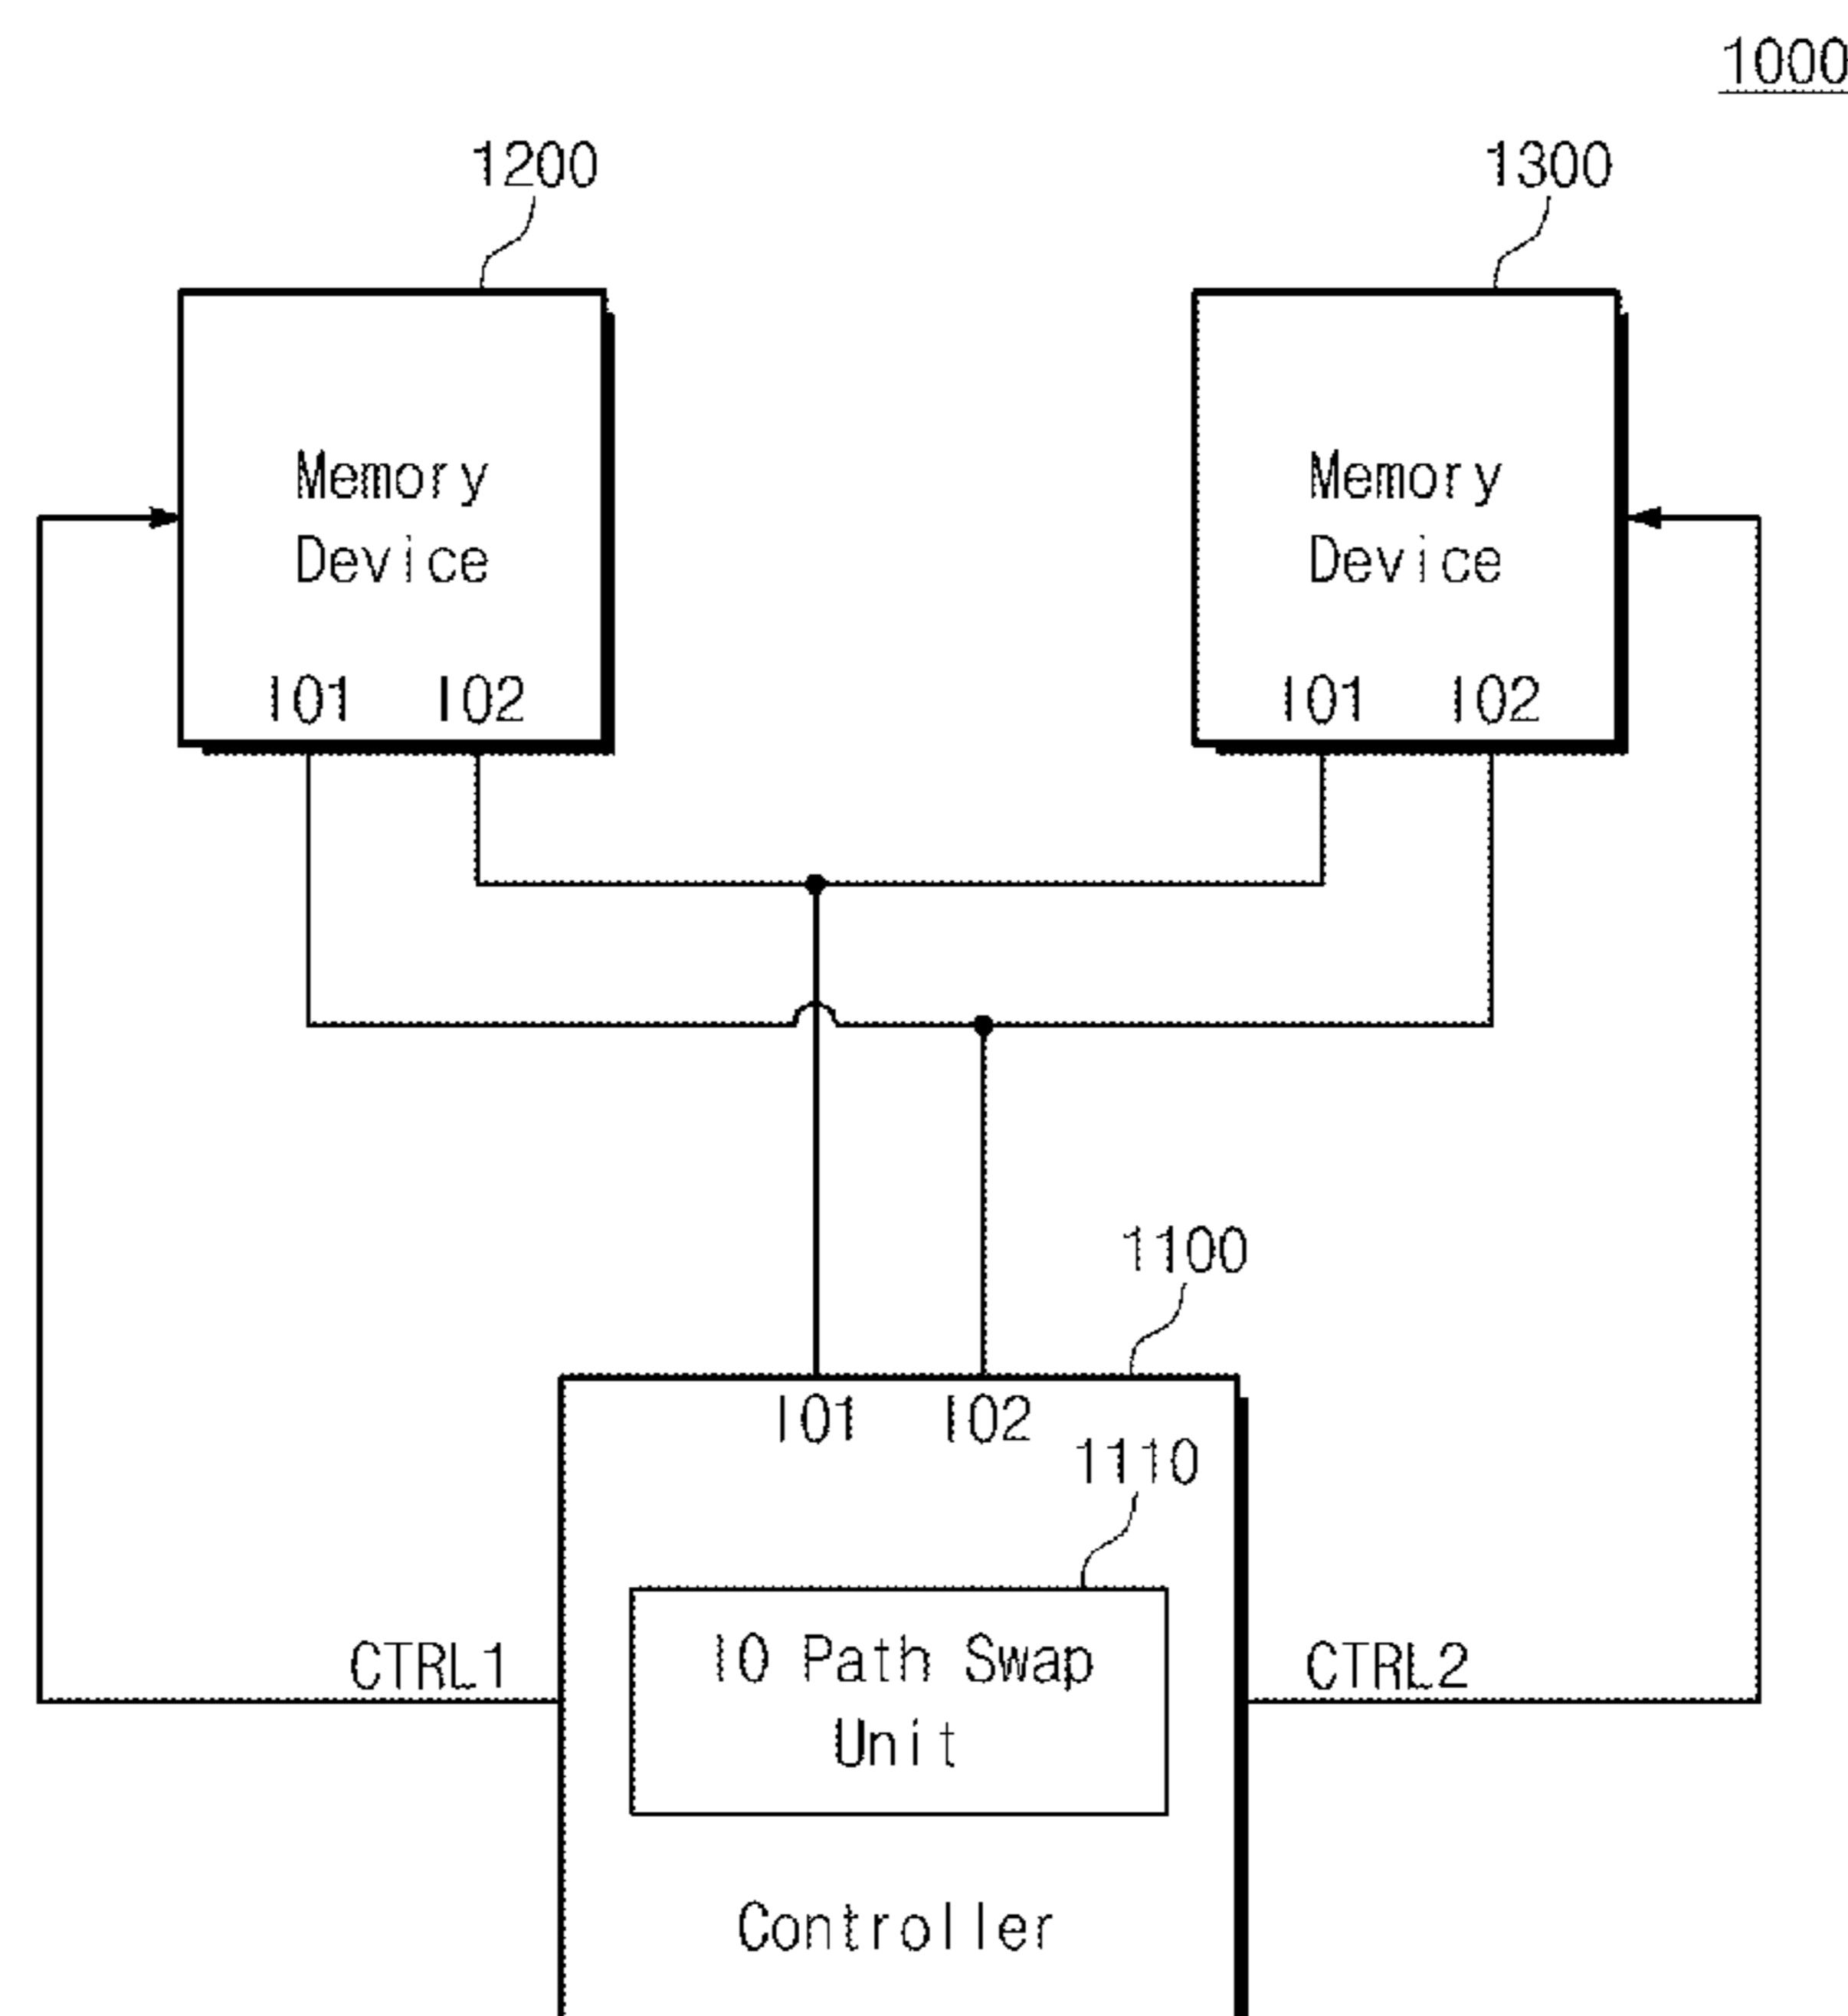 1000
1200
1300
Memory
Device
Memory
Device
IO1 IO2
IO1 IO2
1100
IO1 IO2
1110
IO Path Swap
Unit
CTRL1
CTRL2
Controller